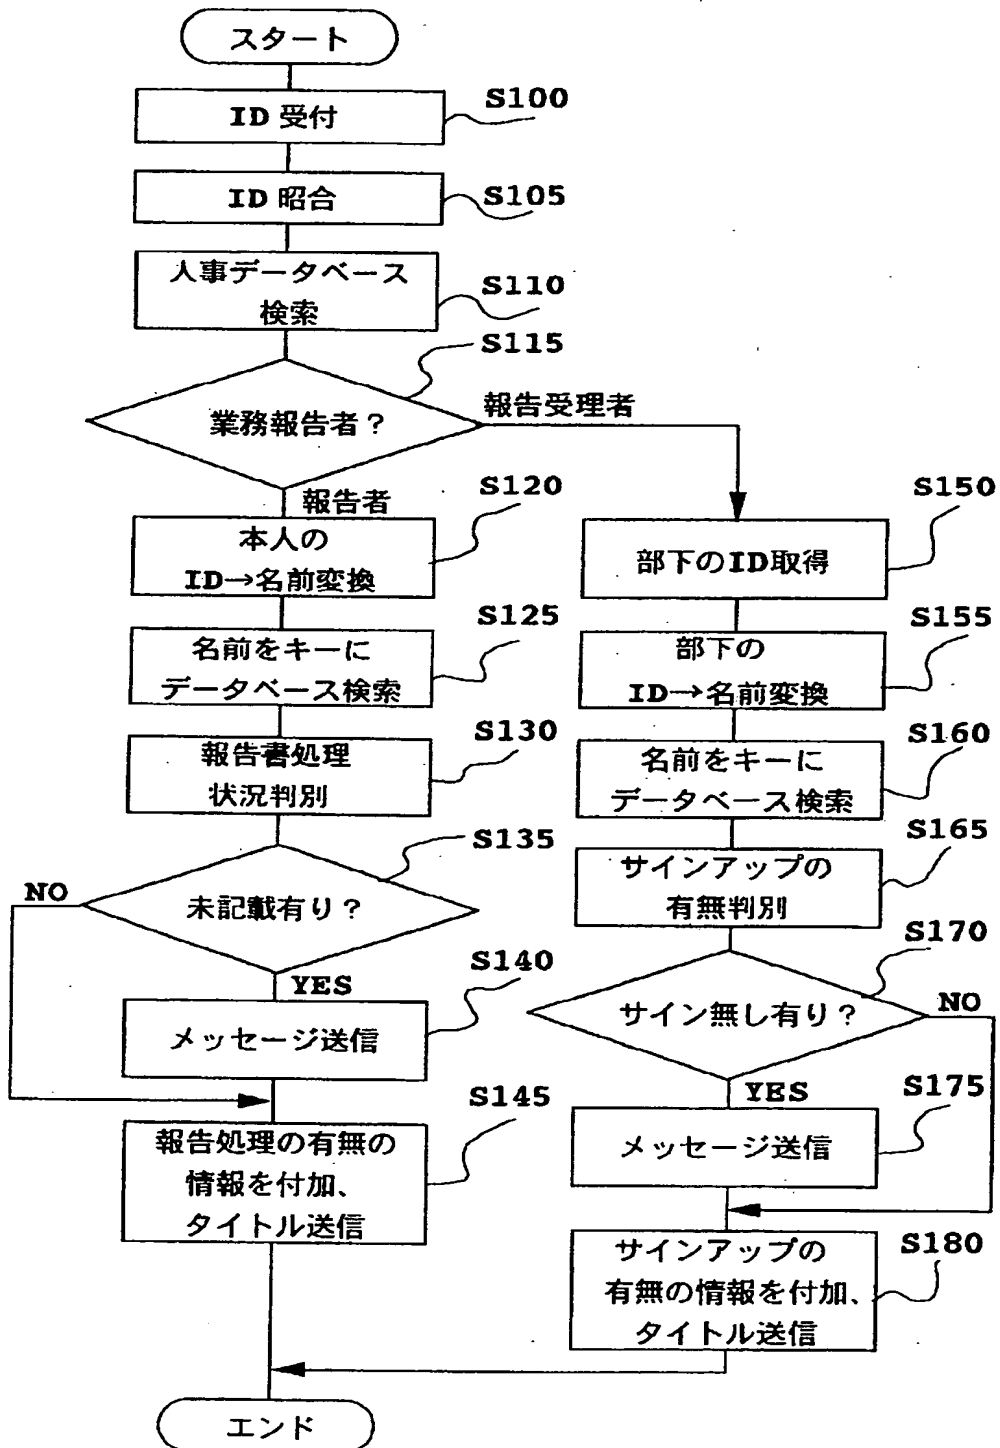 スタート
S100
ID 受付
S105
ID 昭合
S110
人事データベース
検索
S115
業務報告者？
報告受理者
報告者
S120
本人の
ID→名前変換
S125
名前をキーに
データベース検索
S130
報告書処理
状況判別
S135
未記載有り？
NO
YES
S140
メッセージ送信
S145
報告処理の有無の
情報を付加、
タイトル送信
S150
部下のID取得
S155
部下の
ID→名前変換
S160
名前をキーに
データベース検索
S165
サインアップの
有無判別
S170
サイン無し有り？
NO
YES
S175
メッセージ送信
S180
サインアップの
有無の情報を付加、
タイトル送信
エンド